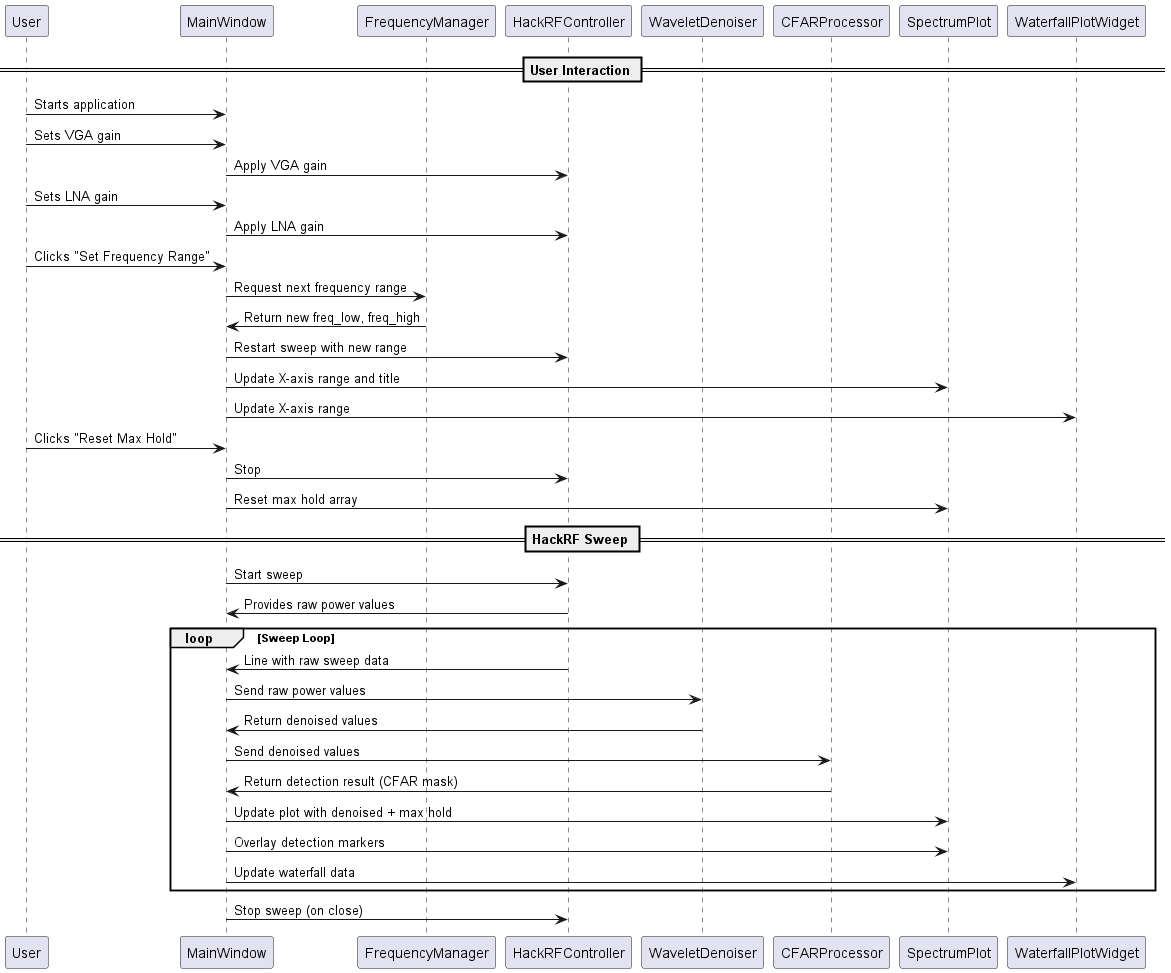 User MainWindow FrequencyManager HackRFController WaveletDenoiser CFARProcessor SpectrumPlot WaterfallPlotWidget
User Interaction
Starts application
Sets VGA gain
Apply VGA gain
Sets LNA gain
Apply LNA gain
Clicks "Set Frequency Range"
Request next frequency range
Return new freq_low, freq_high
Restart sweep with new range
Update X-axis range and title
Update X-axis range
Clicks "Reset Max Hold"
Stop
Reset max hold array
HackRF Sweep
Start sweep
Provides raw power values
loop [Sweep Loop]
Line with raw sweep data
Send raw power values
Return denoised values
Send denoised values
Return detection result (CFAR mask)
Update plot with denoised + max hold
Overlay detection markers
Update waterfall data
Stop sweep (on close)
User MainWindow FrequencyManager HackRFController WaveletDenoiser CFARProcessor SpectrumPlot WaterfallPlotWidget